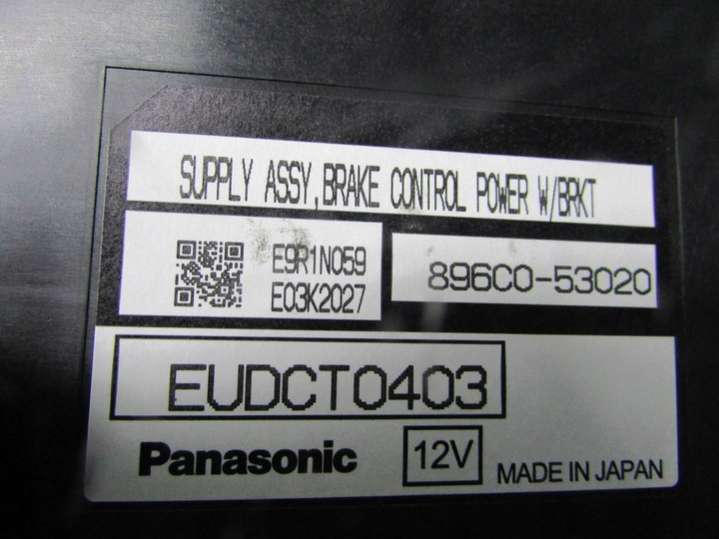 SUPPLY ASSY,BRAKE CONTROL POWER W/BRKT
E9R1N059
E03K2027
896C0-53020
EUDCT0403
Panasonic 12V MADE IN JAPAN